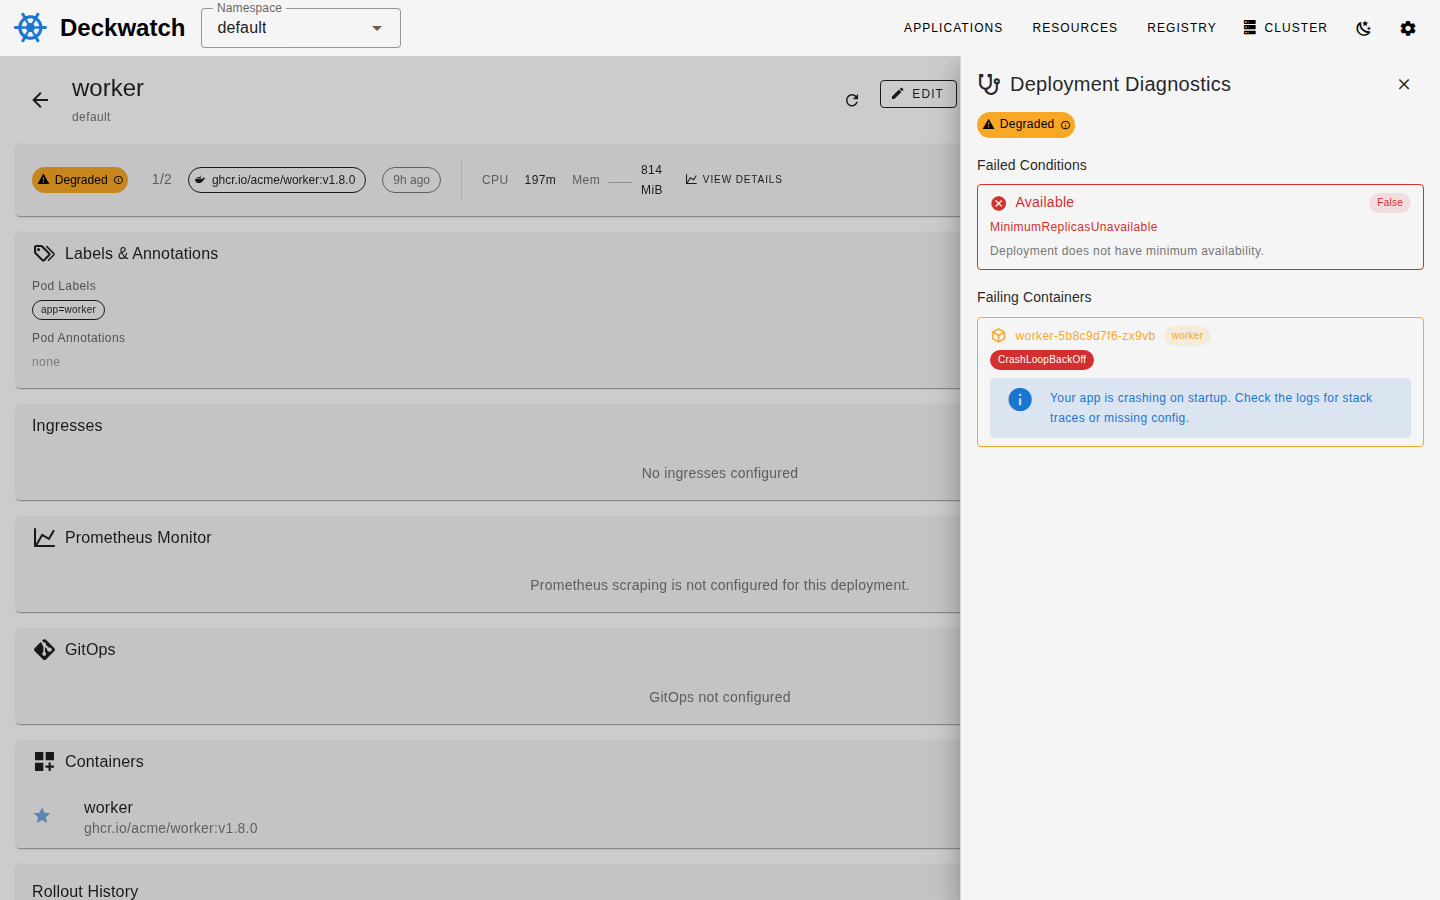 Deckwatch
Namespace
default
APPLICATIONS
RESOURCES
REGISTRY
CLUSTER
worker
default
EDIT
Degraded
1/2
ghcr.io/acme/worker:v1.8.0
9h ago
CPU
197m
Mem
814
MiB
VIEW DETAILS
Labels & Annotations
Pod Labels
app=worker
Pod Annotations
none
Ingresses
No ingresses configured
Prometheus Monitor
Prometheus scraping is not configured for this deployment.
GitOps
GitOps not configured
Containers
worker
ghcr.io/acme/worker:v1.8.0
Rollout History
Deployment Diagnostics
Degraded
Failed Conditions
Available
False
MinimumReplicasUnavailable
Deployment does not have minimum availability.
Failing Containers
worker-5b8c9d7f6-zx9vb
worker
CrashLoopBackOff
Your app is crashing on startup. Check the logs for stack
traces or missing config.